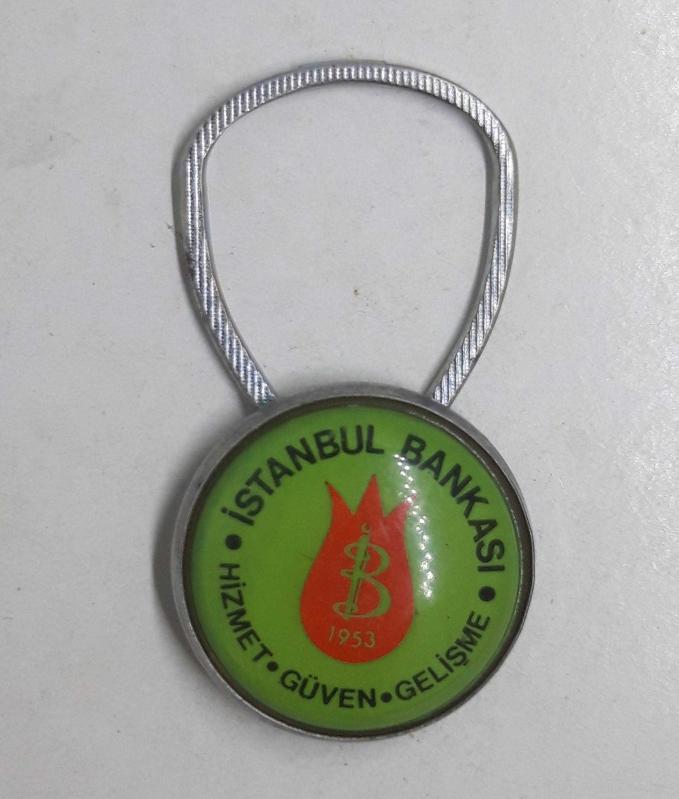 İSTANBUL BANKASI
İB
1953
HİZMET • GÜVEN • GELİŞME